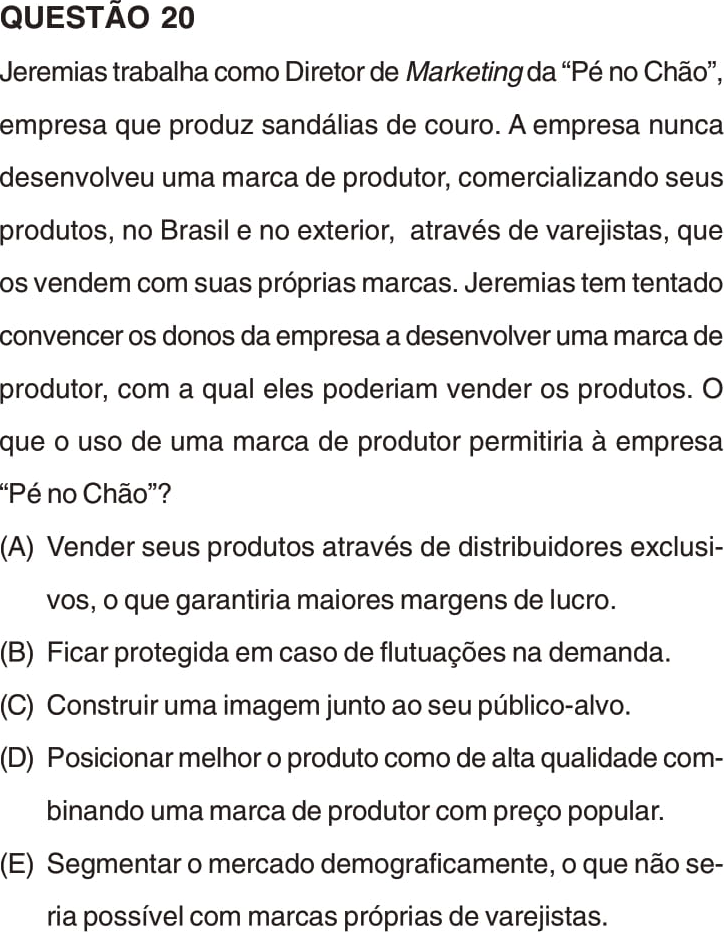 QUESTÃO 20
Jeremias trabalha como Diretor de Marketing da “Pé no Chão”,
empresa que produz sandálias de couro. A empresa nunca
desenvolveu uma marca de produtor, comercializando seus
produtos, no Brasil e no exterior, através de varejistas, que
os vendem com suas próprias marcas. Jeremias tem tentado
convencer os donos da empresa a desenvolver uma marca de
produtor, com a qual eles poderiam vender os produtos. O
que o uso de uma marca de produtor permitiria à empresa
“Pé no Chão”?
(A) Vender seus produtos através de distribuidores exclusi-
vos, o que garantiria maiores margens de lucro.
(B) Ficar protegida em caso de flutuações na demanda.
(C) Construir uma imagem junto ao seu público-alvo.
(D) Posicionar melhor o produto como de alta qualidade com-
binando uma marca de produtor com preço popular.
(E) Segmentar o mercado demograficamente, o que não se-
ria possível com marcas próprias de varejistas.